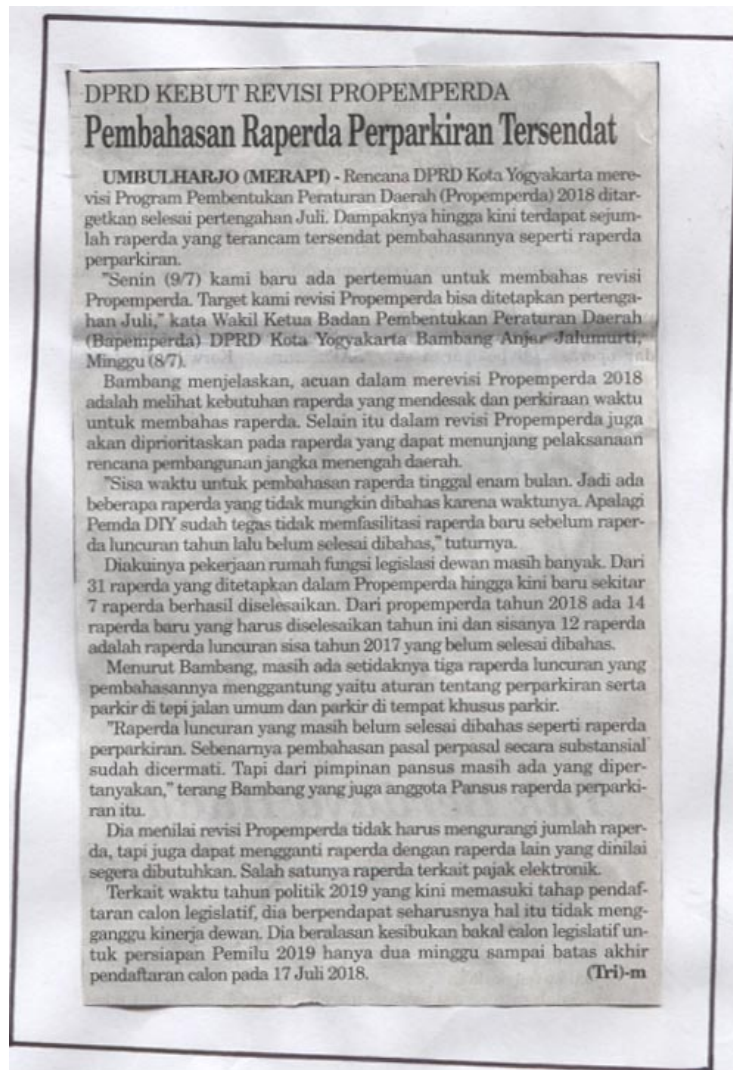 DPRD KEBUT REVISI PROPEMPERDA
Pembahasan Raperda Perparkiran Tersendat
UMBULHARJO (MERAPI) - Rencana DPRD Kota Yogyakarta mere-
visi Program Pembentukan Peraturan Daerah (Propemperda) 2018 ditar-
getkan selesai pertengahan Juli. Dampaknya hingga kini terdapat sejum-
lah raperda yang terancam tersendat pembahasannya seperti raperda
perparkiran.
"Senin (9/7) kami baru ada pertemuan untuk membahas revisi
Propemperda. Target kami revisi Propemperda bisa ditetapkan pertenga-
han Juli," kata Wakil Ketua Badan Pembentukan Peraturan Daerah
(Bapemperda) DPRD Kota Yogyakarta Bambang Anjar Jalumurti,
Minggu (8/7).
Bambang menjelaskan, acuan dalam merevisi Propemperda 2018
adalah melihat kebutuhan raperda yang mendesak dan perkiraan waktu
untuk membahas raperda. Selain itu dalam revisi Propemperda juga
akan diprioritaskan pada raperda yang dapat menunjang pelaksanaan
rencana pembangunan jangka menengah daerah.
"Sisa waktu untuk pembahasan raperda tinggal enam bulan. Jadi ada
beberapa raperda yang tidak mungkin dibahas karena waktunya. Apalagi
Pemda DIY sudah tegas tidak memfasilitasi raperda baru sebelum raper-
da luncuran tahun lalu belum selesai dibahas," tuturnya.
Diakuinya pekerjaan rumah fungsi legislasi dewan masih banyak. Dari
31 raperda yang ditetapkan dalam Propemperda hingga kini baru sekitar
7 raperda berhasil diselesaikan. Dari propemperda tahun 2018 ada 14
raperda baru yang harus diselesaikan tahun ini dan sisanya 12 raperda
adalah raperda luncuran sisa tahun 2017 yang belum selesai dibahas.
Menurut Bambang, masih ada setidaknya tiga raperda luncuran yang
pembahasannya menggantung yaitu aturan tentang perparkiran serta
parkir di tepi jalan umum dan parkir di tempat khusus parkir.
"Raperda luncuran yang masih belum selesai dibahas seperti raperda
perparkiran. Sebenarnya pembahasan pasal perpasal secara substansial
sudah dicermati. Tapi dari pimpinan pansus masih ada yang diper-
tanyakan," terang Bambang yang juga anggota Pansus raperda perparki-
ran itu.
Dia menilai revisi Propemperda tidak harus mengurangi jumlah raper-
da, tapi juga dapat mengganti raperda dengan raperda lain yang dinilai
segera dibutuhkan. Salah satunya raperda terkait pajak elektronik.
Terkait waktu tahun politik 2019 yang kini memasuki tahap pendaf-
taran calon legislatif, dia berpendapat seharusnya hal itu tidak meng-
ganggu kinerja dewan. Dia beralasan kesibukan bakal calon legislatif un-
tuk persiapan Pemilu 2019 hanya dua minggu sampai batas akhir
pendaftaran calon pada 17 Juli 2018. (Tri)-m